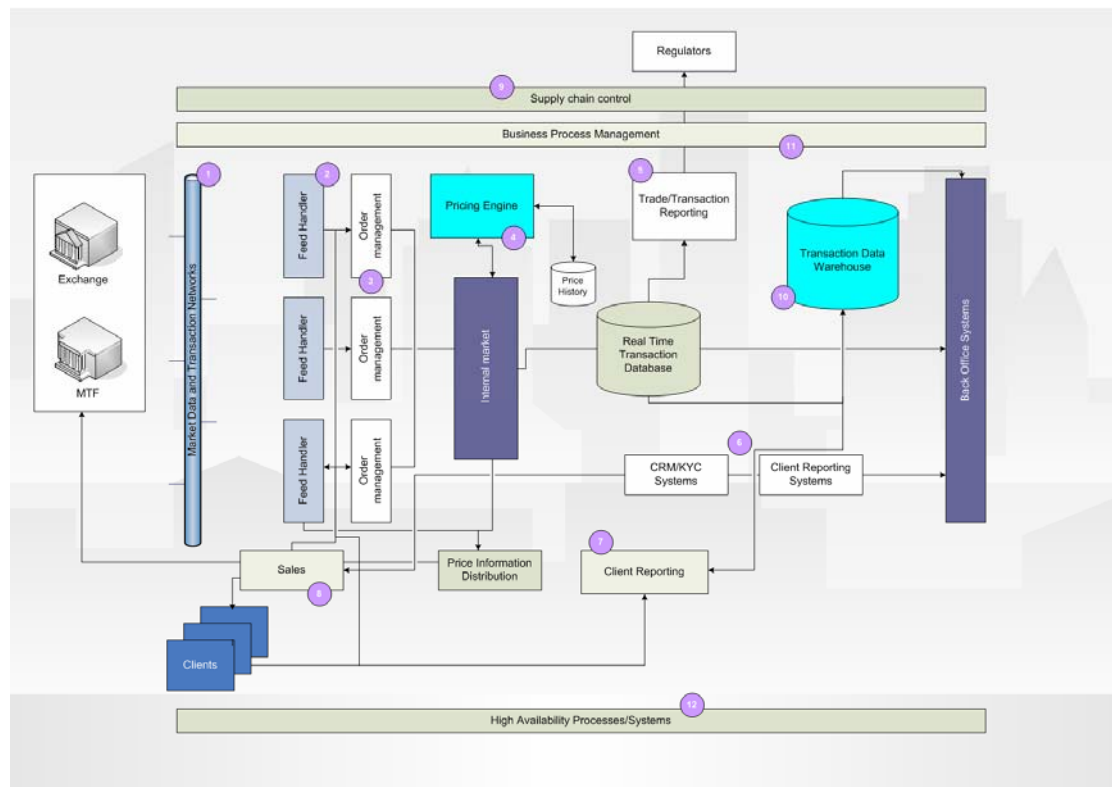 Regulators
9
Supply chain control
Business Process Management
11
1
2
5
Exchange
MTF
Market Data and Transaction Networks
Feed Handler
Order
management
3
Pricing Engine
4
Trade/Transaction
Reporting
Price
History
Transaction Data
Warehouse
10
Feed Handler
Order
management
Internal market
Real Time
Transaction
Database
Back Office Systems
Feed Handler
Order
management
6
CRM/KYC
Systems
Client Reporting
Systems
7
Sales
8
Price Information
Distribution
Client Reporting
Clients
12
High Availability Processes/Systems